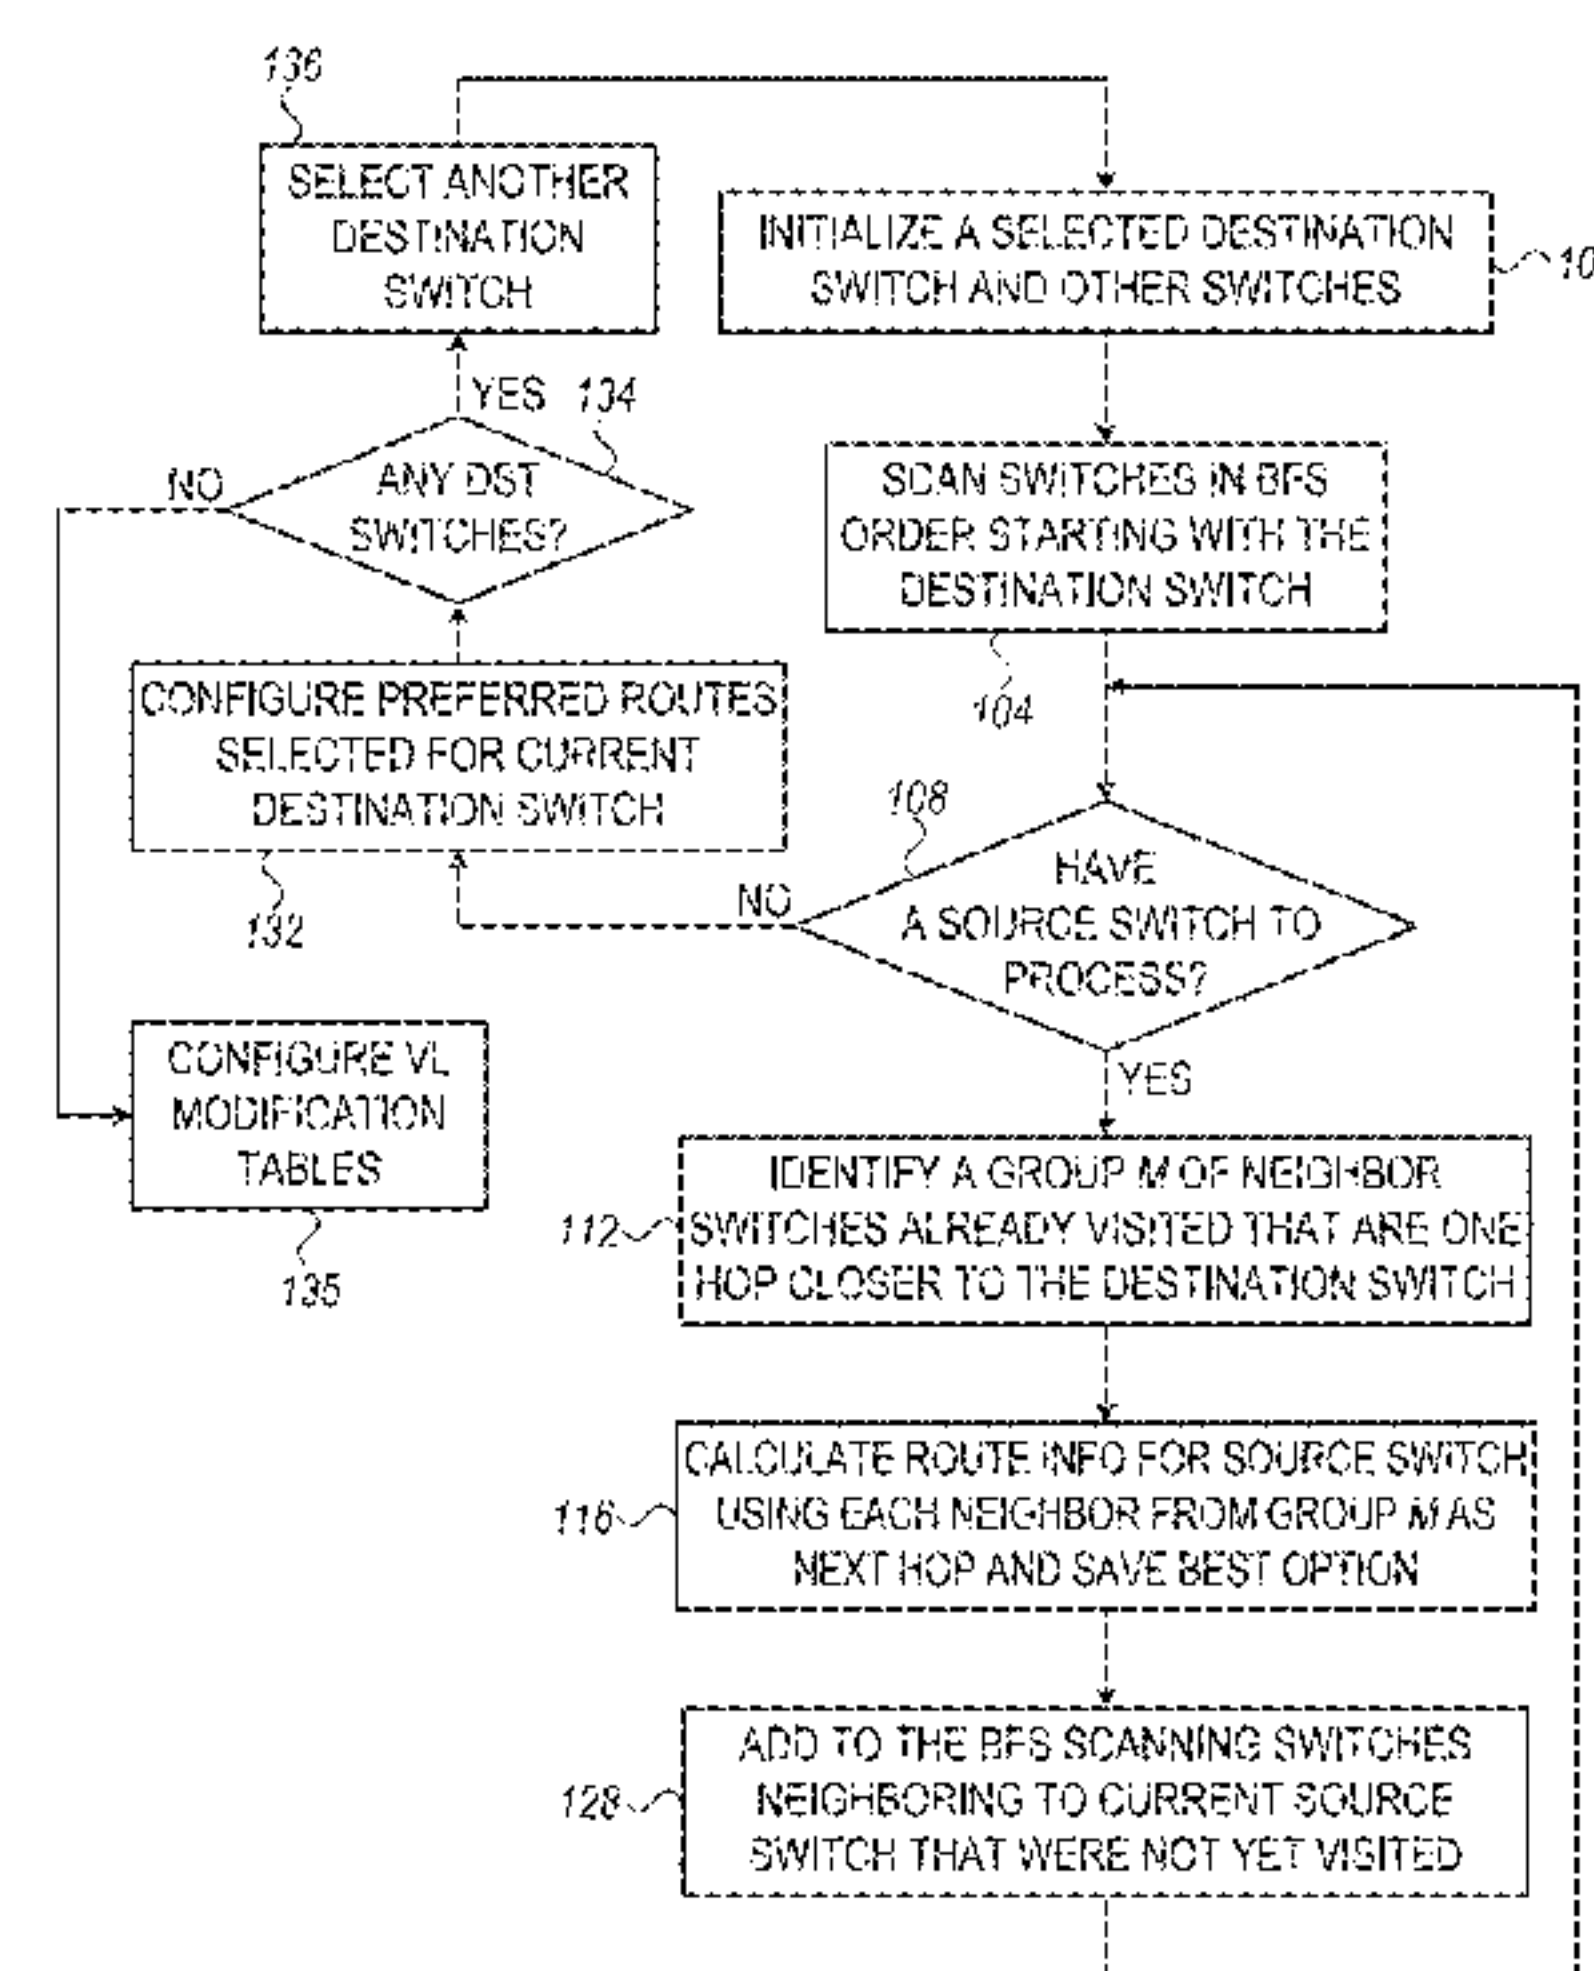 136
SELECT ANOTHER
DESTINATION
SWITCH
INITIALIZE A SELECTED DESTINATION
SWITCH AND OTHER SWITCHES
10
YES
134
NO
ANY DST
SWITCHES?
SCAN SWITCHES IN BFS
ORDER STARTING WITH THE
DESTINATION SWITCH
104
CONFIGURE PREFERRED ROUTES
SELECTED FOR CURRENT
DESTINATION SWITCH
132
108
NO
HAVE
A SOURCE SWITCH TO
PROCESS?
YES
CONFIGURE VL
MODIFICATION
TABLES
135
IDENTIFY A GROUP M OF NEIGHBOR
SWITCHES ALREADY VISITED THAT ARE ONE
HOP CLOSER TO THE DESTINATION SWITCH
112
CALCULATE ROUTE INFO FOR SOURCE SWITCH
USING EACH NEIGHBOR FROM GROUP M AS
NEXT HOP AND SAVE BEST OPTION
116
ADD TO THE BFS SCANNING SWITCHES
NEIGHBORING TO CURRENT SOURCE
SWITCH THAT WERE NOT YET VISITED
128